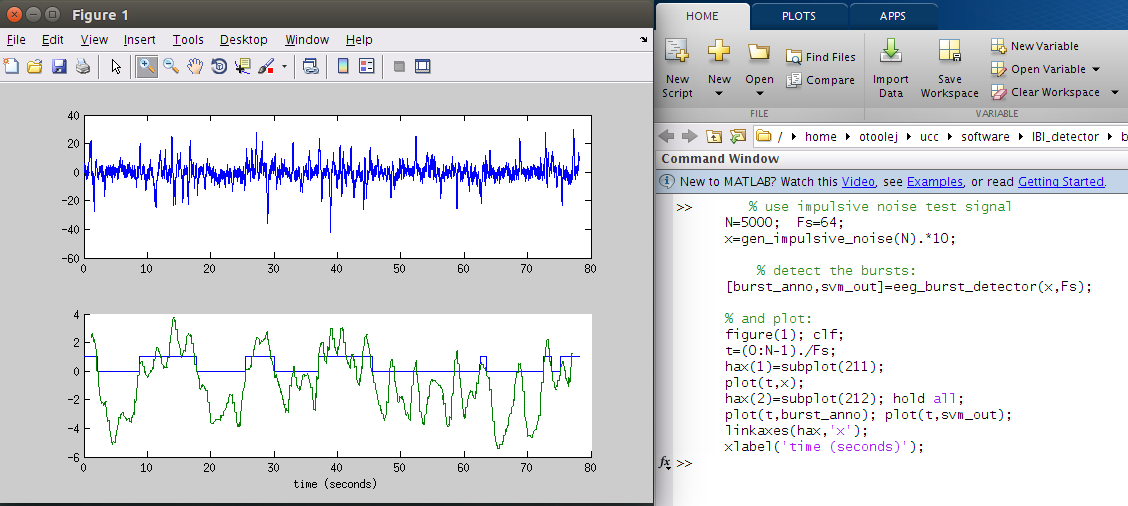 Figure 1
File Edit View Insert Tools Desktop Window Help
40
20
0
−20
−40
−60
0 10 20 30 40 50 60 70 80
4
2
0
−2
−4
−6
0 10 20 30 40 50 60 70 80
time (seconds)
HOME PLOTS APPS
New Script
New
Open
Find Files
Compare
Import Data
Save Workspace
New Variable
Open Variable
Clear Workspace
FILE VARIABLE
/ home otoolej ucc software IBI_detector b
Command Window
New to MATLAB? Watch this Video, see Examples, or read Getting Started.
>> % use impulsive noise test signal
N=5000; Fs=64;
x=gen_impulsive_noise(N).*10;
% detect the bursts:
[burst_anno,svm_out]=eeg_burst_detector(x,Fs);
% and plot:
figure(1); clf;
t=(0:N-1)./Fs;
hax(1)=subplot(211);
plot(t,x);
hax(2)=subplot(212); hold all;
plot(t,burst_anno); plot(t,svm_out);
linkaxes(hax,'x');
xlabel('time (seconds)');
fx >>